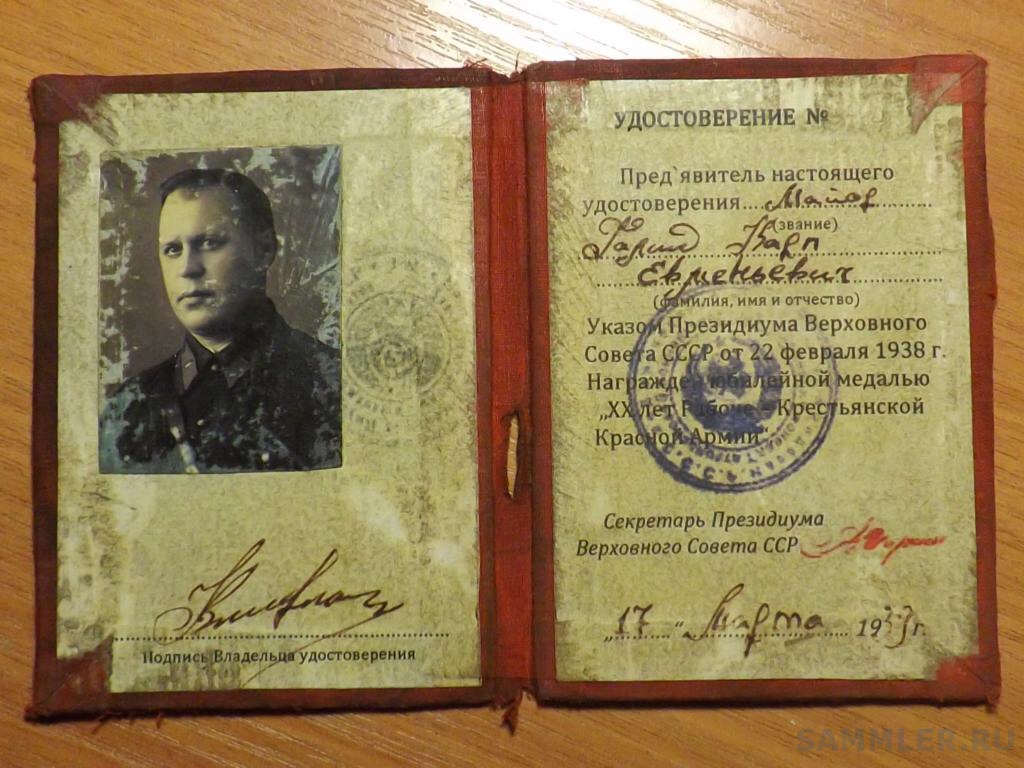 Подпись Владельца удостоверения
УДОСТОВЕРЕНИЕ №
Пред`явитель настоящего
удостоверения....Майор
(звание)
Карп
Евменьевич
(фамилия, имя и отчество)
Указом Президиума Верховного
Совета СССР от 22 февраля 1938 г.
Награжден юбилейной медалью
„XX лет Рабоче – Крестьянской
Красной Армии".
Секретарь Президиума
Верховного Совета ССР
„17" Марта 193 г.
SAMMLER.RU